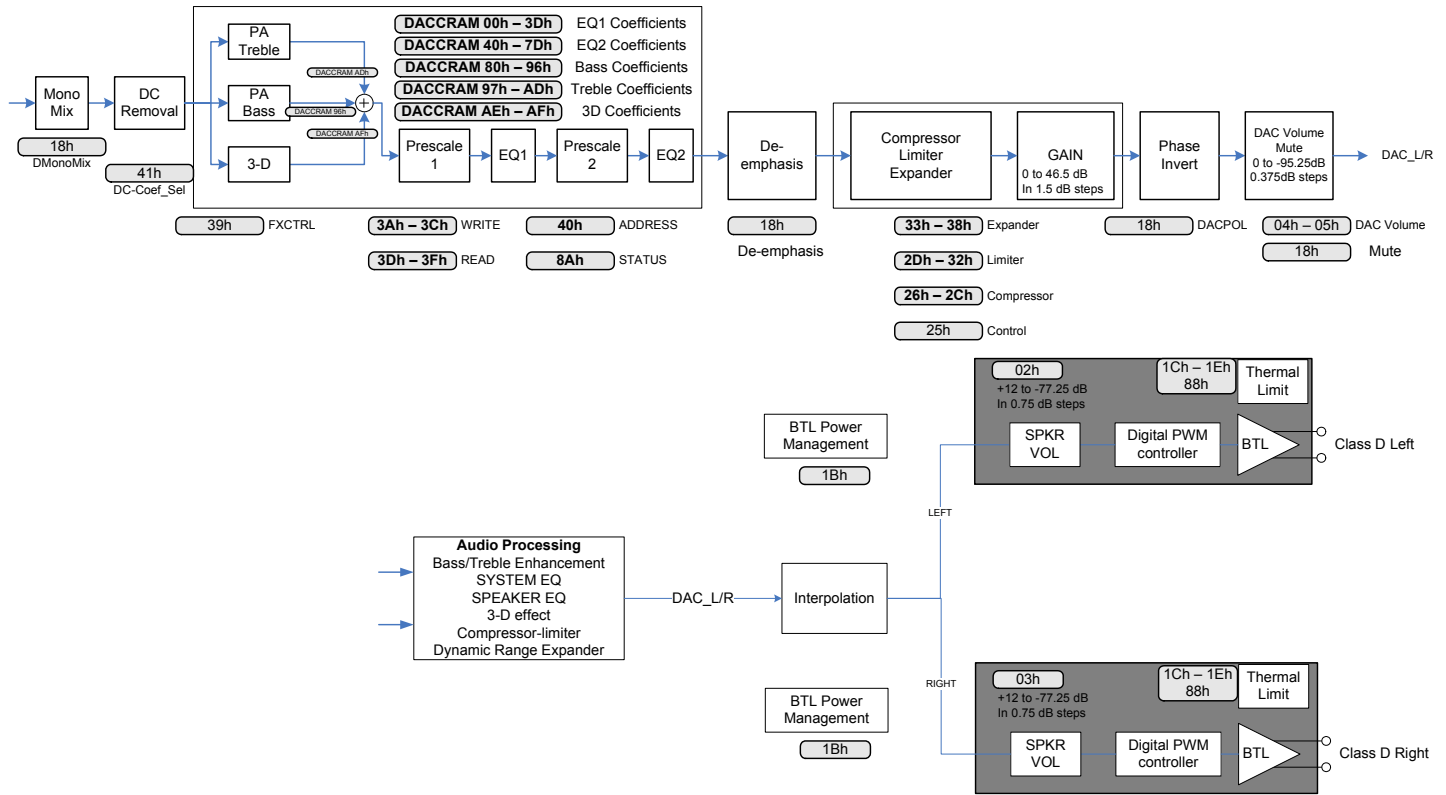 PA
Treble
DACCRAM 00h – 3Dh EQ1 Coefficients
DACCRAM 40h – 7Dh EQ2 Coefficients
DACCRAM 80h – 96h Bass Coefficients
DACCRAM 97h – ADh Treble Coefficients
DACCRAM AEh – AFh 3D Coefficients
DACCRAM ADh
Mono
Mix
DC
Removal
PA
Bass
DACCRAM 96h
+
DACCRAM AFh
3-D
Prescale
1
EQ1
Prescale
2
EQ2
De-
emphasis
Compressor
Limiter
Expander
GAIN
0 to 46.5 dB
In 1.5 dB steps
Phase
Invert
DAC Volume
Mute
0 to -95.25dB
0.375dB steps
DAC_L/R
18h
DMonoMix
41h
DC-Coef_Sel
39h FXCTRL
3Ah – 3Ch WRITE
40h ADDRESS
3Dh – 3Fh READ
8Ah STATUS
18h
De-emphasis
33h – 38h Expander
2Dh – 32h Limiter
26h – 2Ch Compressor
25h Control
18h DACPOL
04h – 05h DAC Volume
18h Mute
02h
+12 to -77.25 dB
In 0.75 dB steps
1Ch – 1Eh
88h
Thermal
Limit
BTL Power
Management
1Bh
SPKR
VOL
Digital PWM
controller
BTL
Class D Left
LEFT
Audio Processing
Bass/Treble Enhancement
SYSTEM EQ
SPEAKER EQ
3-D effect
Compressor-limiter
Dynamic Range Expander
DAC_L/R
Interpolation
RIGHT
BTL Power
Management
1Bh
03h
+12 to -77.25 dB
In 0.75 dB steps
1Ch – 1Eh
88h
Thermal
Limit
SPKR
VOL
Digital PWM
controller
BTL
Class D Right